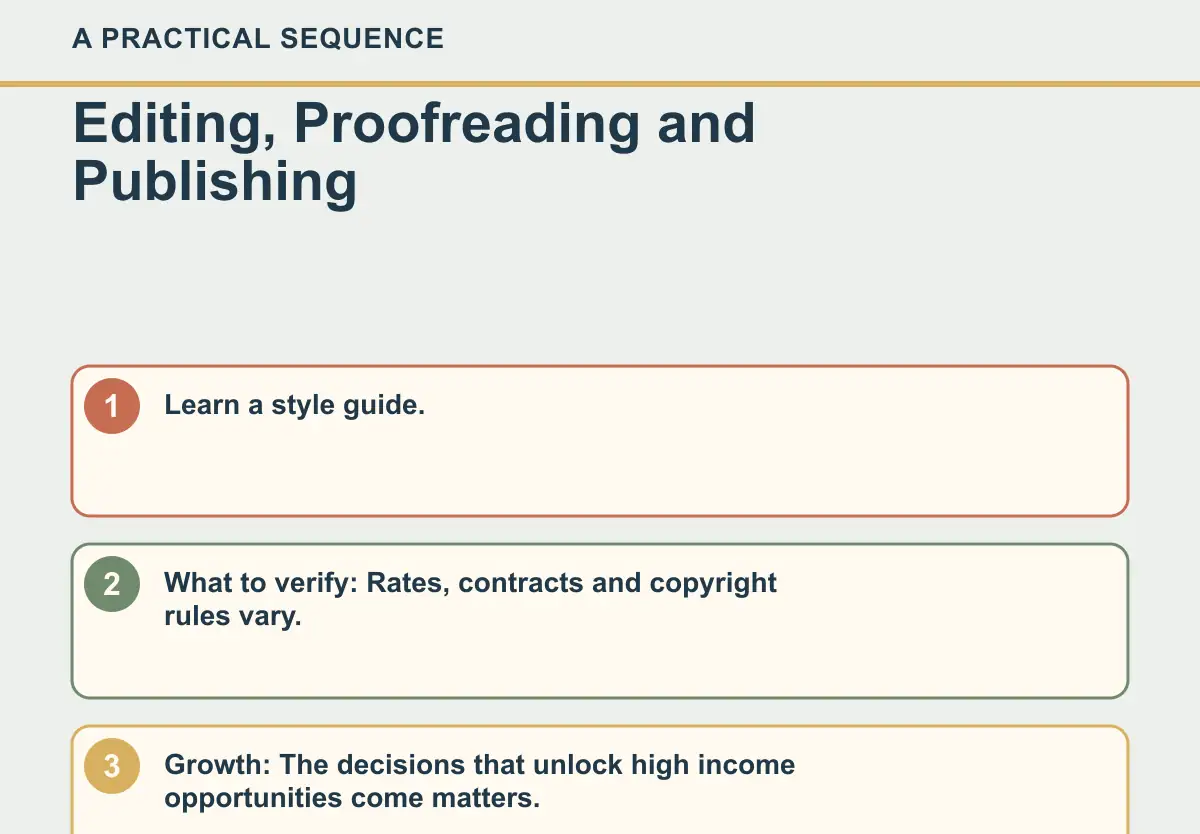 A PRACTICAL SEQUENCE
Editing, Proofreading and
Publishing
1
Learn a style guide.
2
What to verify: Rates, contracts and copyright
rules vary.
3
Growth: The decisions that unlock high income
opportunities come matters.